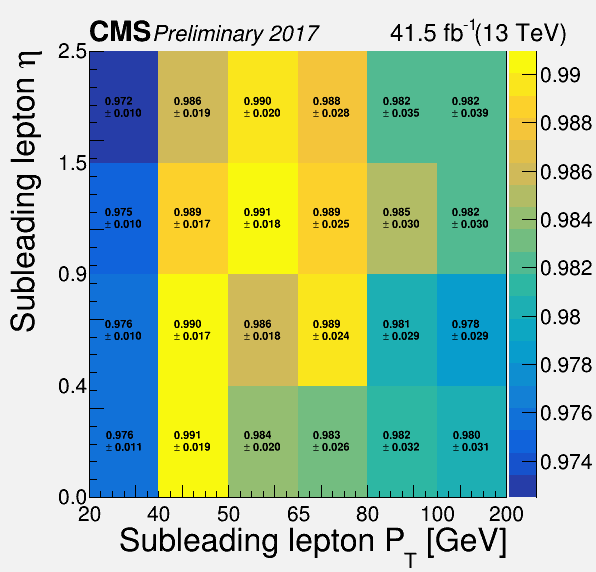 CMS Preliminary 2017 41.5 fb⁻¹(13 TeV)
Subleading lepton η
2.5
1.5
0.9
0.4
0.0
0.972 0.986 0.990 0.988 0.982 0.982
± 0.010 ± 0.019 ± 0.020 ± 0.028 ± 0.035 ± 0.039
0.975 0.989 0.991 0.989 0.985 0.982
± 0.010 ± 0.017 ± 0.018 ± 0.025 ± 0.030 ± 0.030
0.976 0.990 0.986 0.989 0.981 0.978
± 0.010 ± 0.017 ± 0.018 ± 0.024 ± 0.029 ± 0.029
0.976 0.991 0.984 0.983 0.982 0.980
± 0.011 ± 0.019 ± 0.020 ± 0.026 ± 0.032 ± 0.031
0.99
0.988
0.986
0.984
0.982
0.98
0.978
0.976
0.974
20 40 50 65 80 100 200
Subleading lepton P_T [GeV]